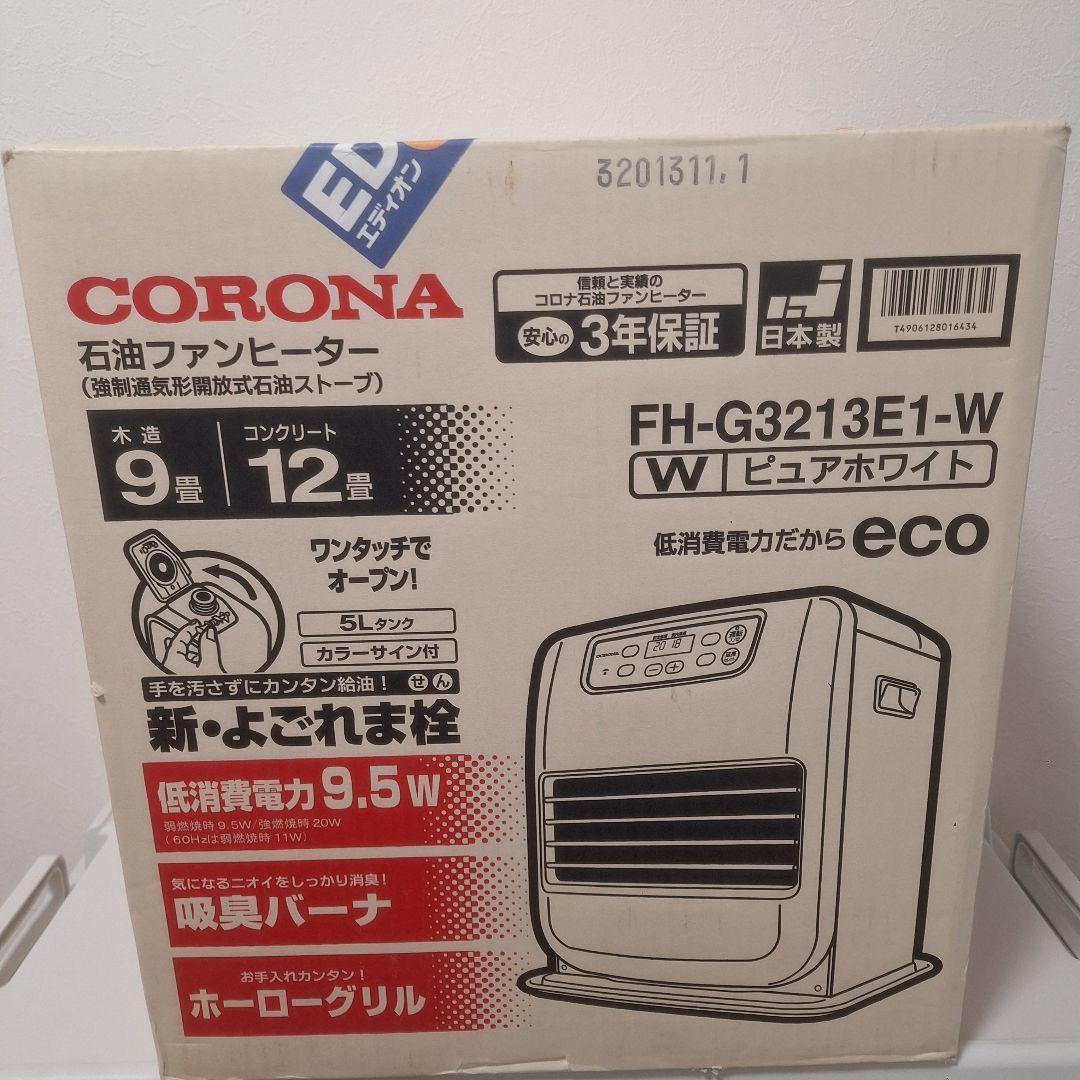 ED
エディオン
3201311.1
CORONA
石油ファンヒーター
(強制通気形開放式石油ストーブ)
信頼と実績の
コロナ石油ファンヒーター
安心の 3年保証
日本製
T4906128016434
木造 コンクリート
9畳 12畳
FH-G3213E1-W
W ピュアホワイト
低消費電力だから eco
ワンタッチで
オープン!
5Lタンク
カラーサイン付
手を汚さずにカンタン給油! せん
新・よごれま栓
低消費電力 9.5W
弱燃焼時 9.5W/強燃焼時 20W
(60Hzは弱燃焼時 11W)
気になるニオイをしっかり消臭!
吸臭バーナ
お手入れカンタン!
ホーローグリル
CORONA
20 18
運転